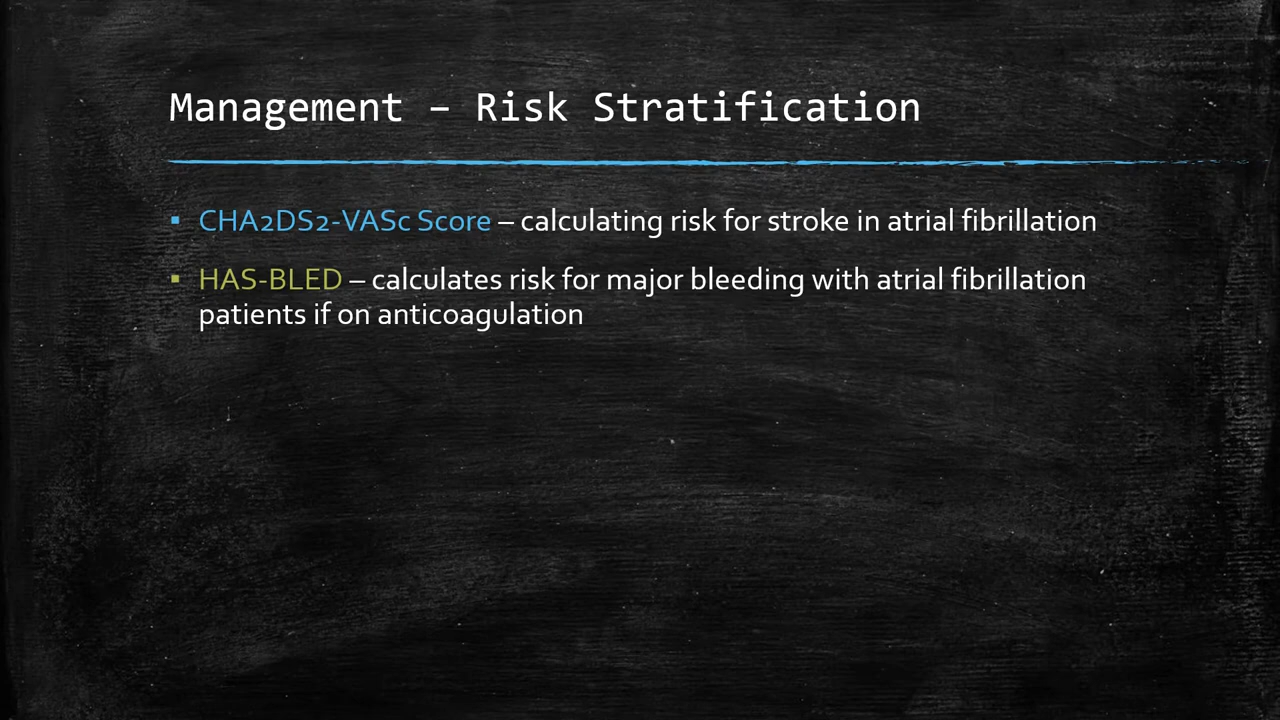 Management – Risk Stratification
▪ CHA2DS2-VASc Score – calculating risk for stroke in atrial fibrillation
▪ HAS-BLED – calculates risk for major bleeding with atrial fibrillation
patients if on anticoagulation